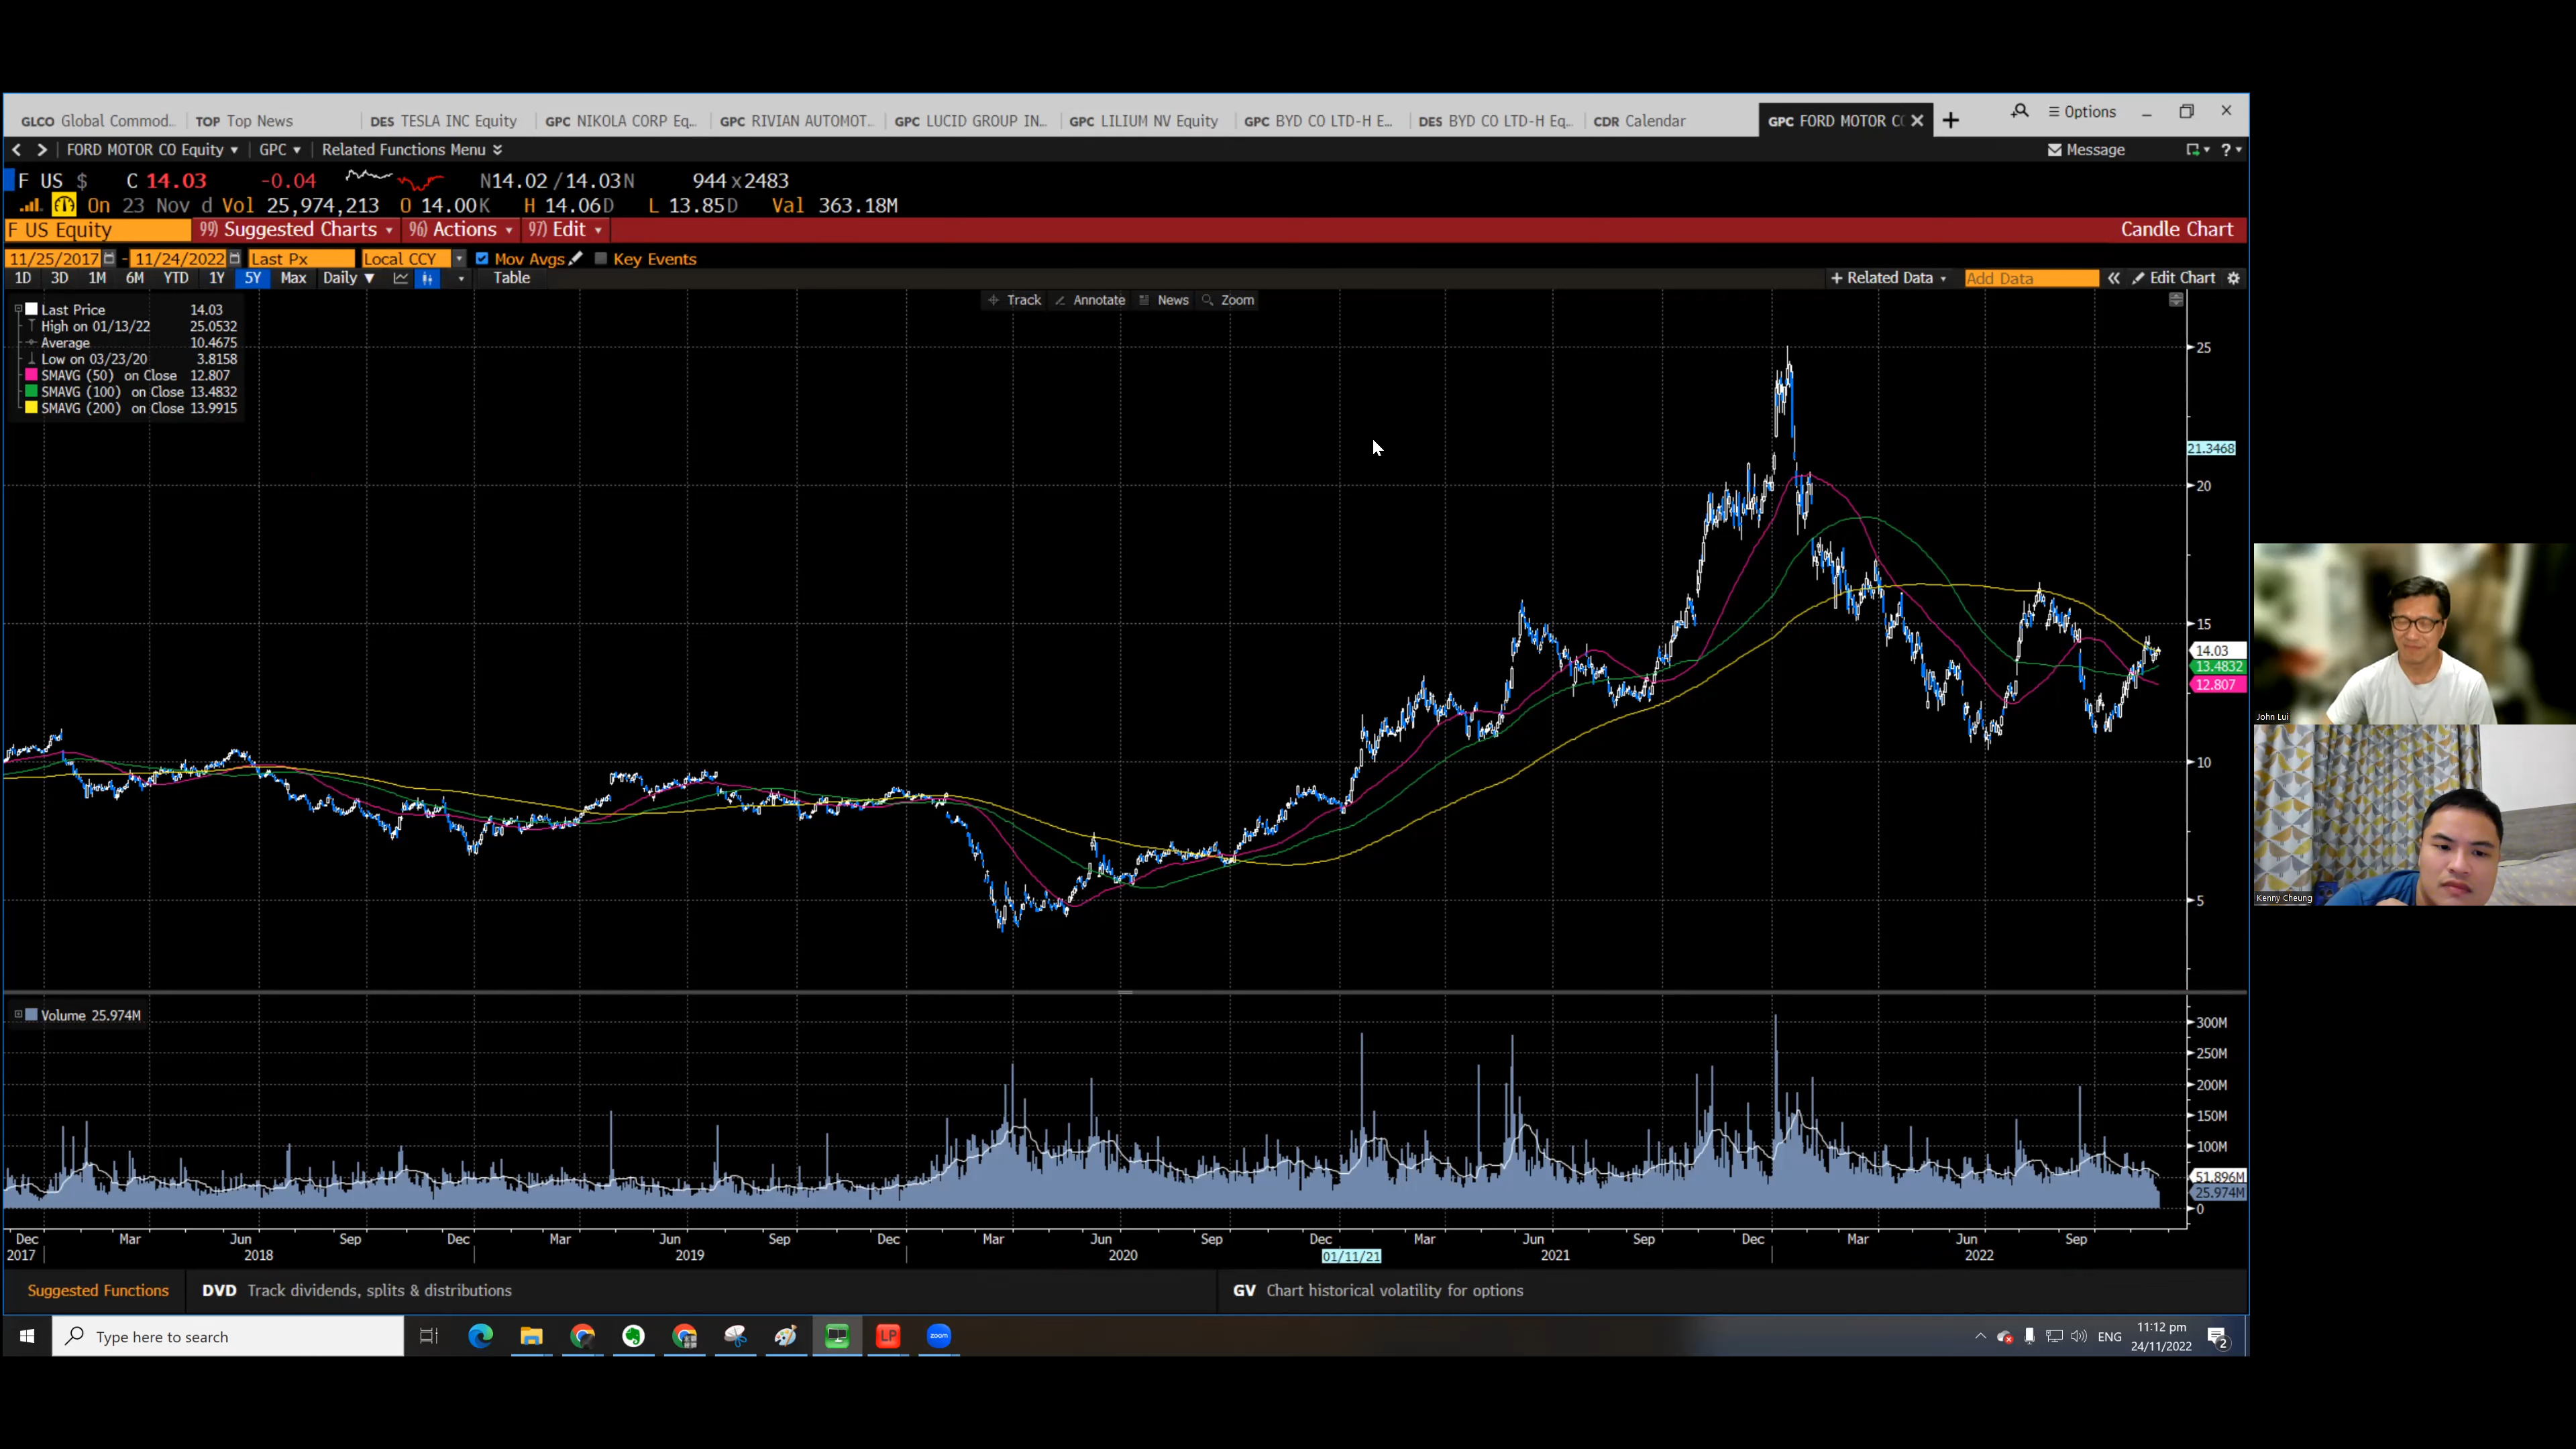 GLCO Global Commod.. TOP Top News DES TESLA INC Equity GPC NIKOLA CORP Eq... GPC RIVIAN AUTOMOT... GPC LUCID GROUP IN... GPC LILIUM NV Equity GPC BYD CO LTD-H E... DES BYD CO LTD-H Eq... CDR Calendar GPC FORD MOTOR C Options
FORD MOTOR CO Equity GPC Related Functions Menu Message ?
F US $ C 14.03 -0.04 N14.02/14.03N 944x2483
On 23 Nov d Vol 25,974,213 O 14.00K H 14.06D L 13.85D Val 363.18M
F US Equity 99) Suggested Charts 96) Actions 97) Edit Candle Chart
11/25/2017 - 11/24/2022 Last Px Local CCY Mov Avgs Key Events
1D 3D 1M 6M YTD 1Y 5Y Max Daily Table + Related Data Add Data « Edit Chart
Track Annotate News Zoom
Last Price 14.03
High on 01/13/22 25.0532
Average 10.4675
Low on 03/23/20 3.8158
SMAVG (50) on Close 12.807
SMAVG (100) on Close 13.4832
SMAVG (200) on Close 13.9915
25
21.3468
20
15
14.03
13.4832
12.807
10
5
John Lui
Kenny Cheung
Volume 25.974M
300M
250M
200M
150M
100M
51.896M
25.974M
0
Dec Mar Jun Sep Dec Mar Jun Sep Dec Mar Jun Sep Dec Mar Jun Sep Dec Mar Jun Sep
2017 2018 2019 2020 01/11/21 2021 2022
Suggested Functions DVD Track dividends, splits & distributions GV Chart historical volatility for options
Type here to search LP zoom ENG 11:12 pm
24/11/2022 2